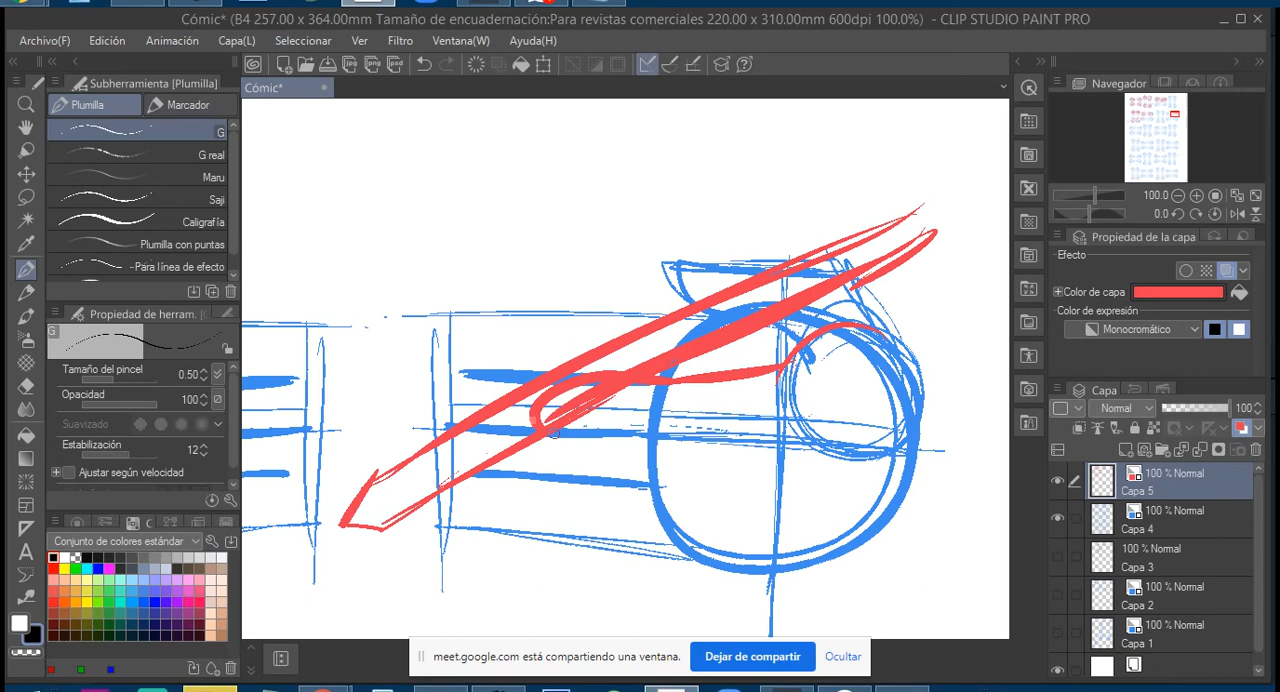 Cómic* (B4 257.00 x 364.00mm Tamaño de encuadernación:Para revistas comerciales 220.00 x 310.00mm 600dpi 100.0%) - CLIP STUDIO PAINT PRO
Archivo(F) Edición Animación Capa(L) Seleccionar Ver Filtro Ventana(W) Ayuda(H)
Subherramienta [Plumilla]
Plumilla Marcador
G
G real
Maru
Saji
Caligrafía
Plumilla con puntas
Para línea de efecto
Propiedad de herram. [G
G
Tamaño del pincel 0.50
Opacidad 100
Estabilización
12
Ajustar según velocidad
C
Conjunto de colores estándar
Cómic*
meet.google.com está compartiendo una ventana. Dejar de compartir Ocultar
Navegador
100.0
0.0
Propiedad de la capa
Efecto
Color de capa
Color de expresión
Monocromático
Capa
Normal 100
100 % Normal
Capa 5
100 % Normal
Capa 4
100 % Normal
Capa 3
100 % Normal
Capa 2
100 % Normal
Capa 1